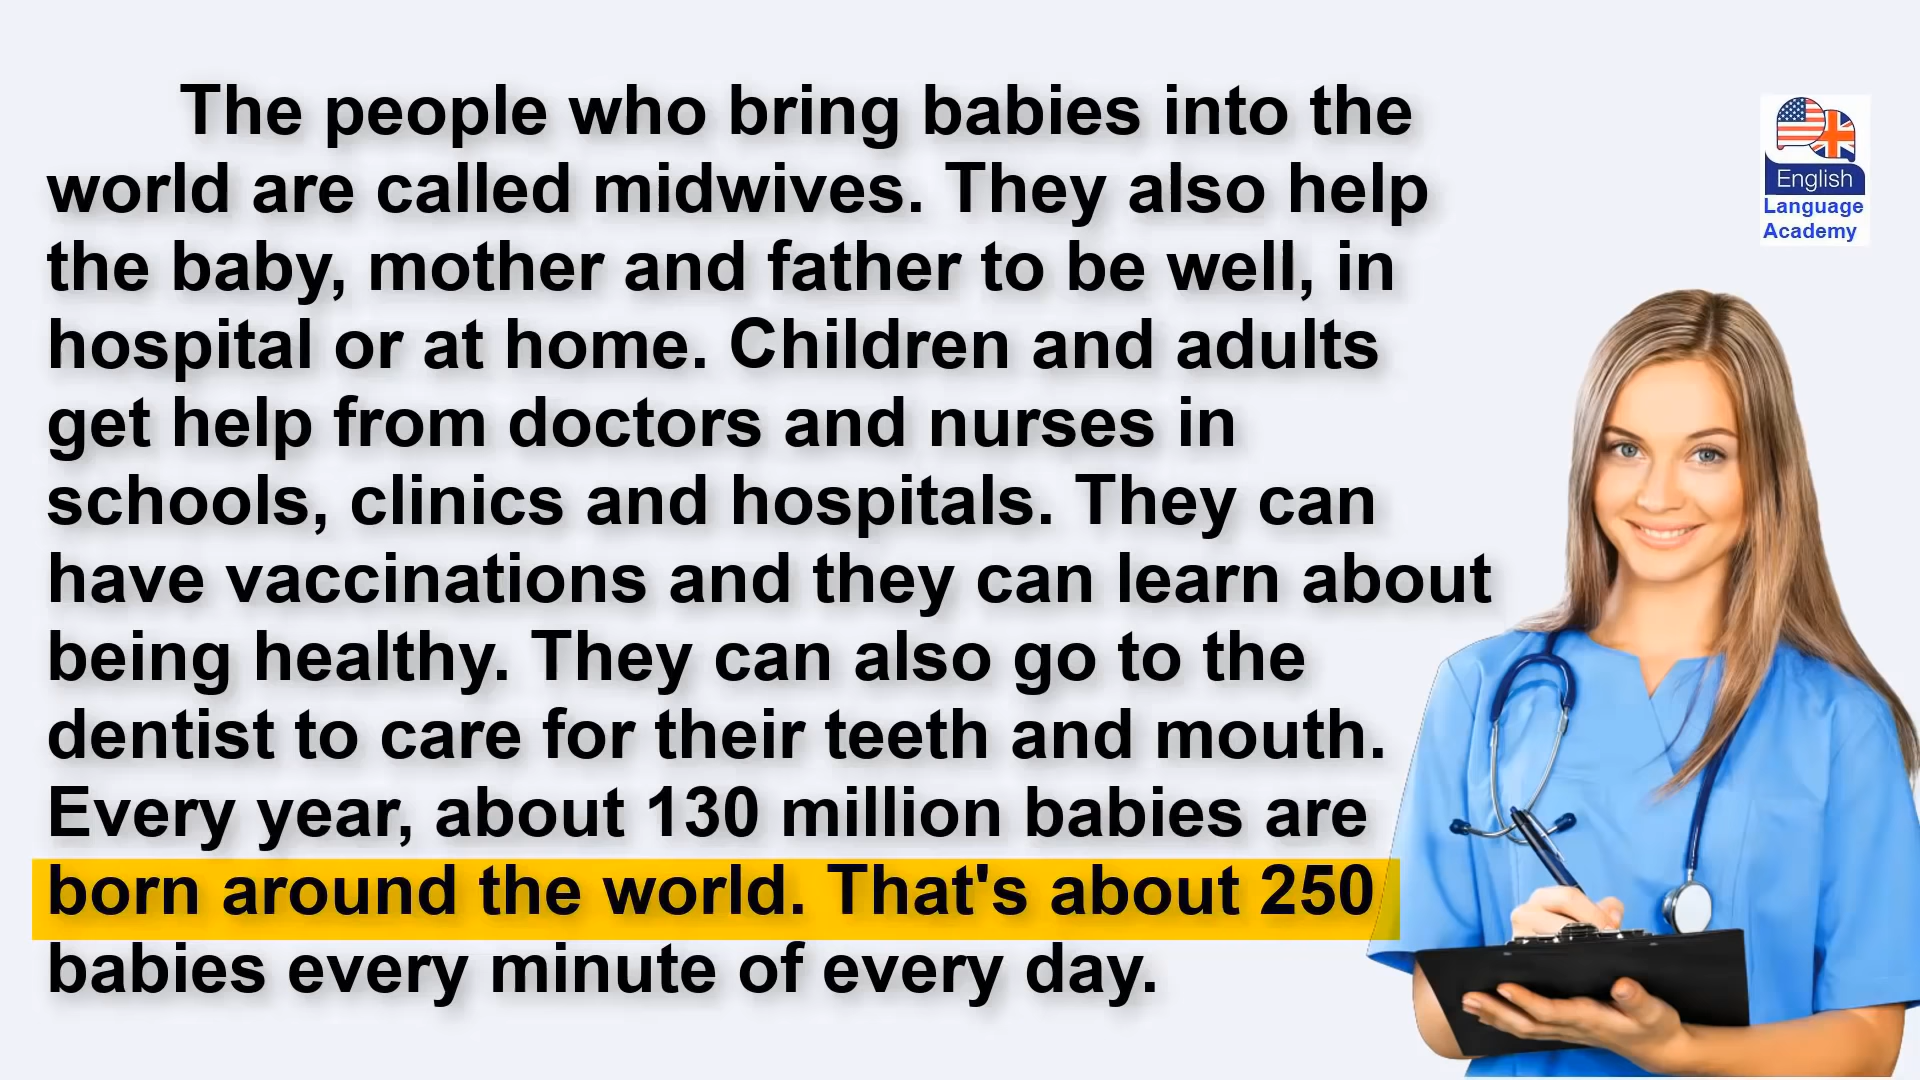 The people who bring babies into the
world are called midwives. They also help
the baby, mother and father to be well, in
hospital or at home. Children and adults
get help from doctors and nurses in
schools, clinics and hospitals. They can
have vaccinations and they can learn about
being healthy. They can also go to the
dentist to care for their teeth and mouth.
Every year, about 130 million babies are
born around the world. That's about 250
babies every minute of every day.
English
Language
Academy